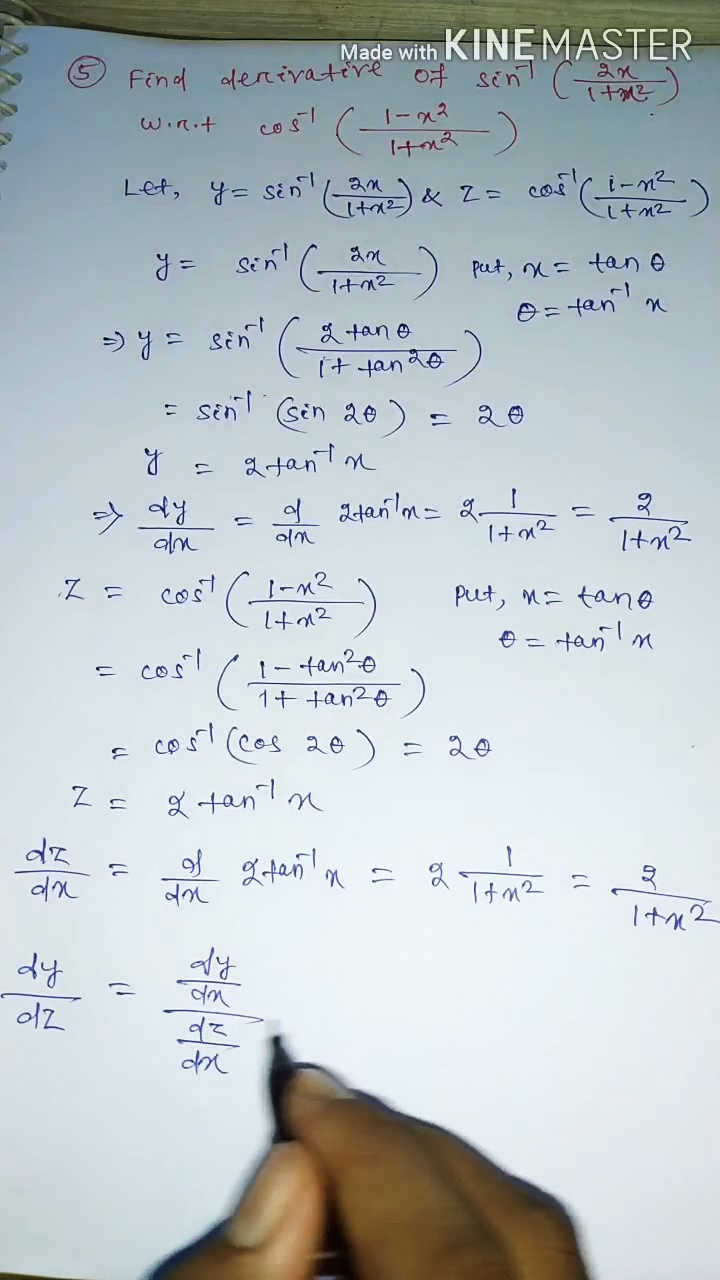 Made with KINEMASTER
⑤ Find derivative of sin⁻¹ (2x/(1+x²))
w.r.t cos⁻¹ ((1-x²)/(1+x²))
Let, y = sin⁻¹ (2x/(1+x²)) & Z = cos⁻¹ ((1-x²)/(1+x²))
y = sin⁻¹ (2x/(1+x²)) Put, x = tan θ
θ = tan⁻¹ x
⇒ y = sin⁻¹ (2 tan θ/(1+ tan²θ))
= sin⁻¹ (sin 2θ) = 2θ
y = 2 tan⁻¹ x
⇒ dy/dx = d/dx 2tan⁻¹x = 2 1/(1+x²) = 2/(1+x²)
Z = cos⁻¹ ((1-x²)/(1+x²)) Put, x = tanθ
θ = tan⁻¹ x
= cos⁻¹ ((1 - tan²θ)/(1+ tan²θ))
= cos⁻¹ (cos 2θ) = 2θ
Z = 2 tan⁻¹ x
dz/dx = d/dx 2tan⁻¹ x = 2 1/(1+x²) = 2/(1+x²)
dy/dz = (dy/dx)/(dz/dx)